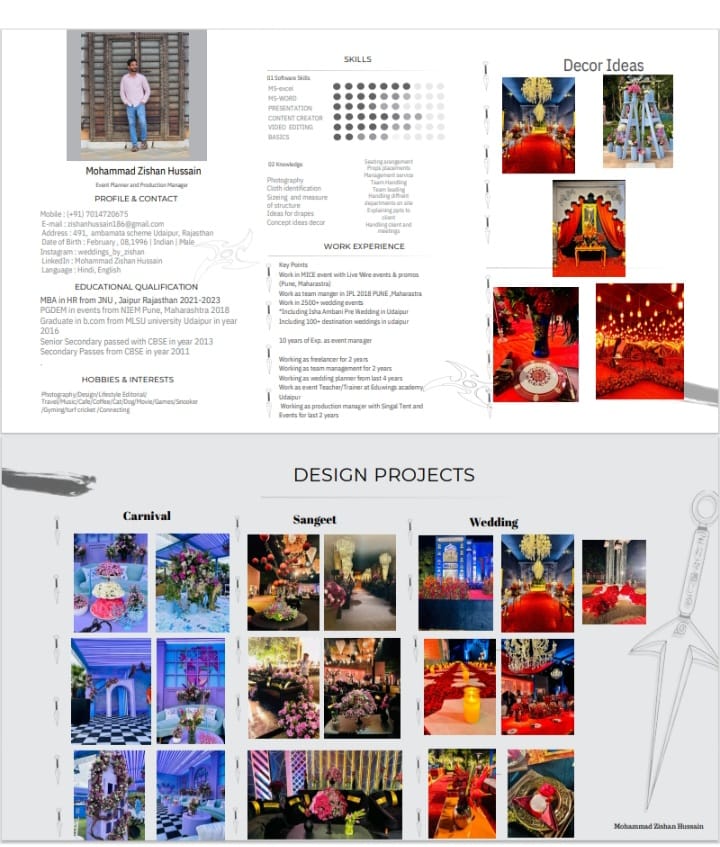 Mohammad Zishan Hussain
Event Planner and Production Manager
PROFILE & CONTACT
Mobile : (+91) 7014720675
E-mail : zishanhussain186@gmail.com
Address : 491, ambamata scheme Udaipur, Rajasthan
Date of Birth : February , 08,1996 | Indian | Male
Instagram : weddings_by_zishan
LinkedIn : Mohammad Zishan Hussain
Language : Hindi, English
EDUCATIONAL QUALIFICATION
MBA in HR from JNU , Jaipur Rajasthan 2021-2023
PGDEM in events from NIEM Pune, Maharashtra 2018
Graduate in b.com from MLSU university Udaipur in year
2016
Senior Secondary passed with CBSE in year 2013
Secondary Passes from CBSE in year 2011
.
HOBBIES & INTERESTS
Photography/Design/Lifestyle Editorial/
Travel/Music/Cafe/Coffee/Cat/Dog/Movie/Games/Snooker
/Gyming/turf cricket /Connecting
SKILLS
01 Software Skills
MS-excel
MS-WORD
PRESENTATION
CONTENT CREATOR
VIDEO EDITING
BASICS
02 Knowledge
Photography
Cloth identification
Sizeing and measure
of structure
Ideas for drapes
Concept ideas decor
Seating arangement
Props placements
Management service
Team Handling
Team leading
Handling diffrent
departments on site
Explaining ppts to
client
Handling client and
meetings
WORK EXPERIENCE
Key Points
Work in MICE event with Live Wire events & promos
(Pune, Maharastra)
Work as team manger in IPL 2018 PUNE ,Maharastra
Work in 2500+ wedding events
*Including Isha Ambani Pre Wedding in Udaipur
Including 100+ destination weddings in udaipur
10 years of Exp. as event manager
Working as freelancer for 2 years
Working as team management for 2 years
Working as wedding planner from last 4 years
Work as event Teacher/Trainer at Eduwings academy,
Udaipur
Working as production manager with Singal Tent and
Events for last 2 years
Decor Ideas
DESIGN PROJECTS
Carnival
Sangeet
Wedding
Mohammad Zishan Hussain